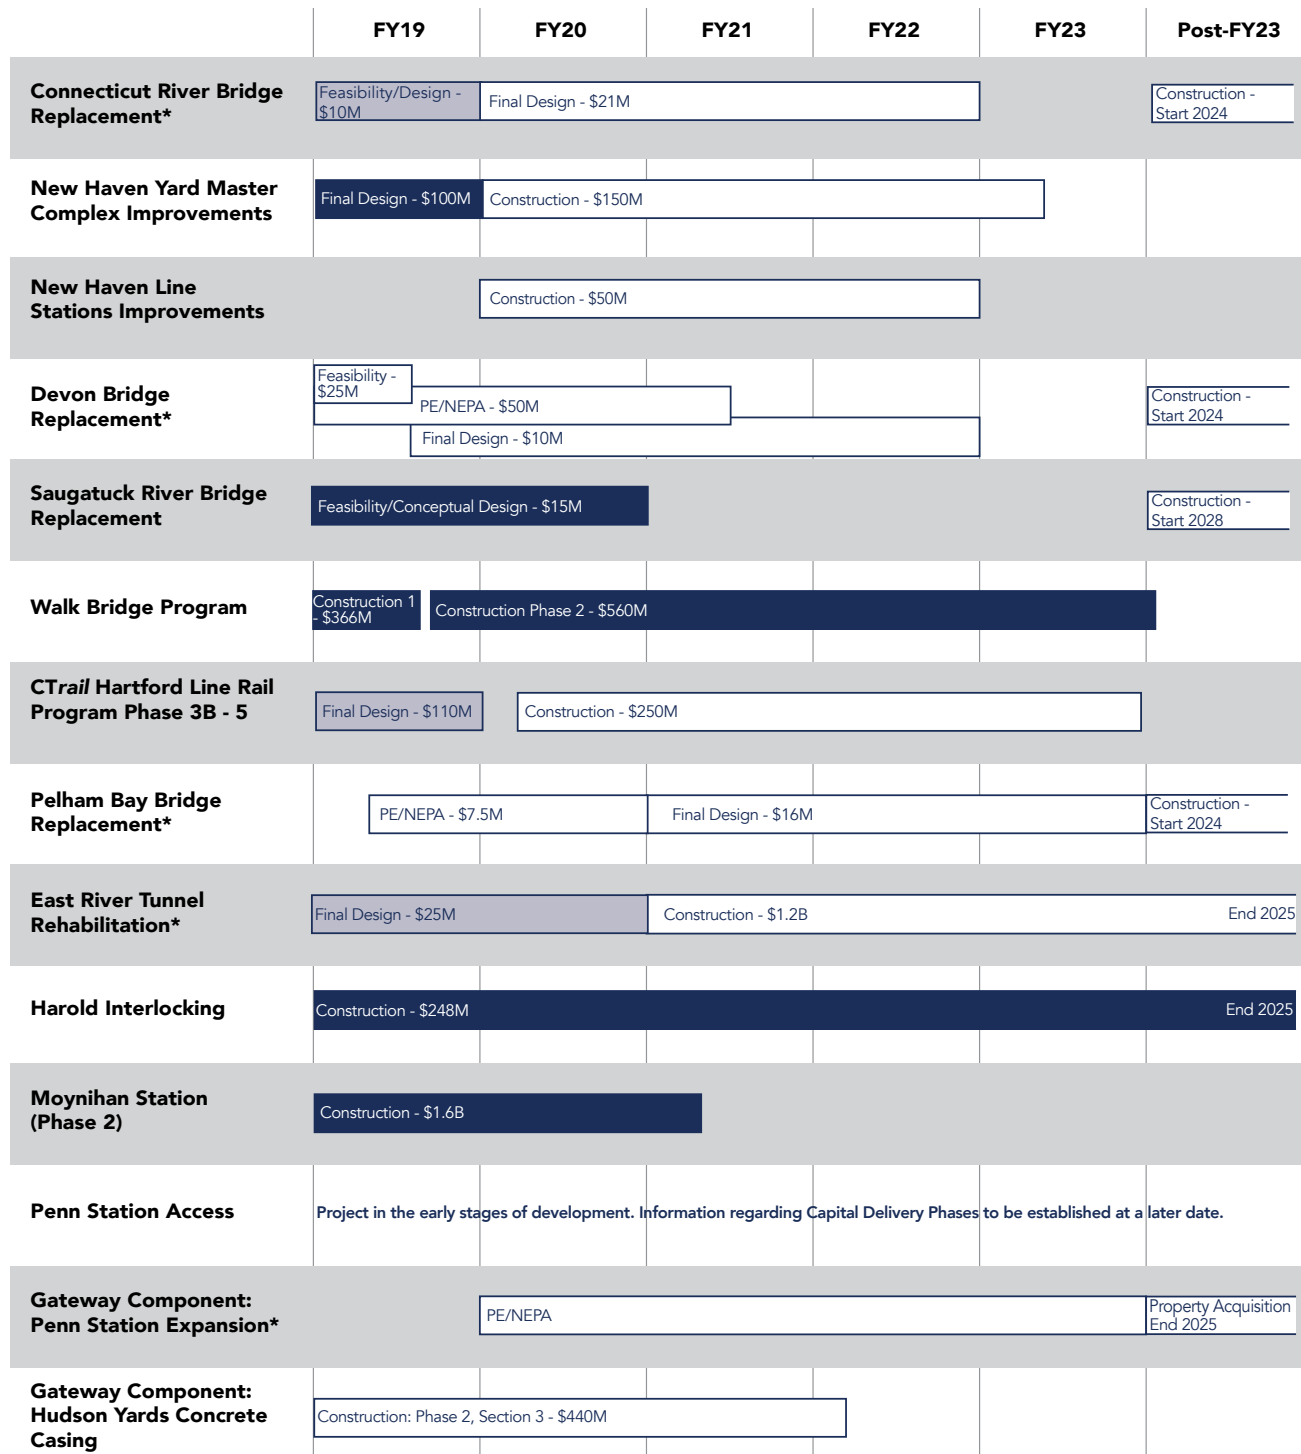 FY19 FY20 FY21 FY22 FY23 Post-FY23
Connecticut River Bridge
Replacement*
Feasibility/Design -
$10M
Final Design - $21M
Construction -
Start 2024
New Haven Yard Master
Complex Improvements
Final Design - $100M
Construction - $150M
New Haven Line
Stations Improvements
Construction - $50M
Devon Bridge
Replacement*
Feasibility -
$25M
PE/NEPA - $50M
Final Design - $10M
Construction -
Start 2024
Saugatuck River Bridge
Replacement
Feasibility/Conceptual Design - $15M
Construction -
Start 2028
Walk Bridge Program
Construction 1
- $366M
Construction Phase 2 - $560M
CTrail Hartford Line Rail
Program Phase 3B - 5
Final Design - $110M
Construction - $250M
Pelham Bay Bridge
Replacement*
PE/NEPA - $7.5M
Final Design - $16M
Construction -
Start 2024
East River Tunnel
Rehabilitation*
Final Design - $25M
Construction - $1.2B
End 2025
Harold Interlocking
Construction - $248M
End 2025
Moynihan Station
(Phase 2)
Construction - $1.6B
Penn Station Access
Project in the early stages of development. Information regarding Capital Delivery Phases to be established at a later date.
Gateway Component:
Penn Station Expansion*
PE/NEPA
Property Acquisition
End 2025
Gateway Component:
Hudson Yards Concrete
Casing
Construction: Phase 2, Section 3 - $440M